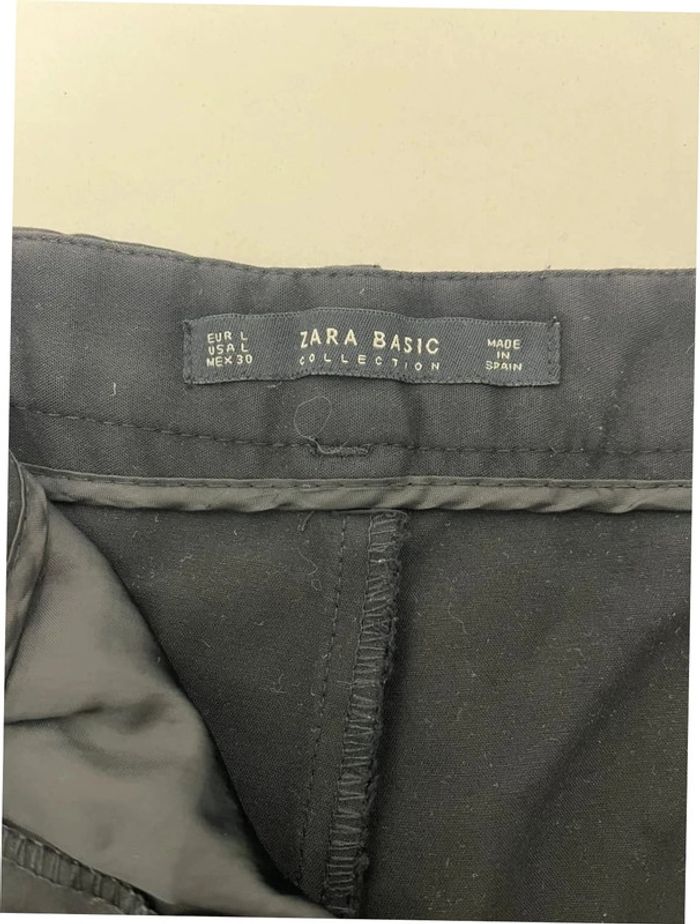 EUR L
USA L
MEX 30
ZARA BASIC
COLLECTION
MADE
IN
SPAIN